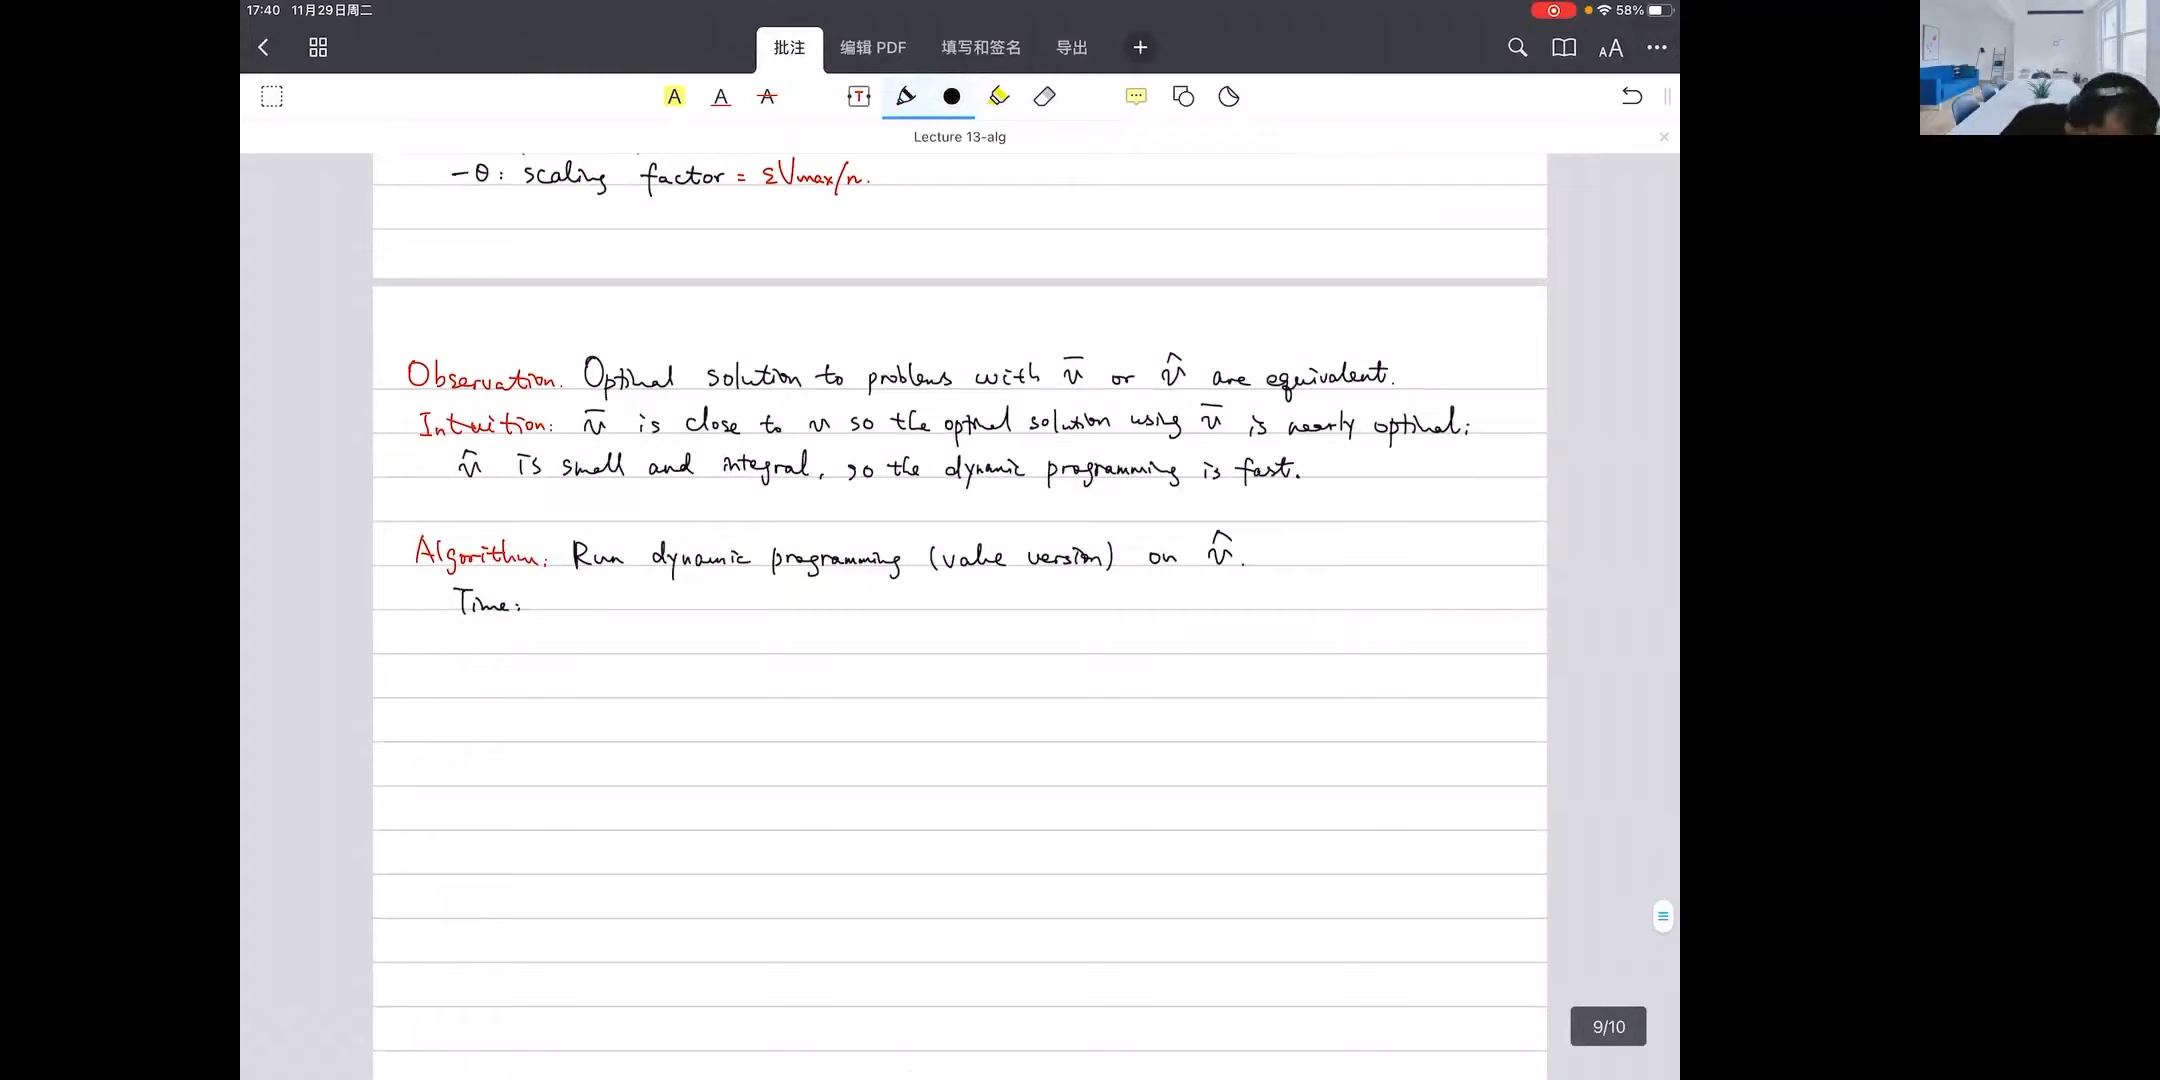 17:40 11月29日周二
58%
批注 编辑 PDF 填写和签名 导出
AA
A A A T
Lecture 13-alg
- θ: scaling factor = εVmax/n.
Observation. Optimal solution to problems with v̄ or v̂ are equivalent.
Intuition: v̄ is close to v so the optimal solution using v̄ is nearly optimal;
v̂ is small and integral, so the dynamic programming is fast.
Algorithm: Run dynamic programming (value version) on v̂.
Time:
9/10